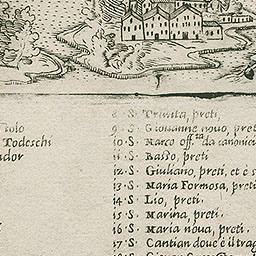 8 S. Trinita, preti,
tolo
9 S. Giouanne nouo, preti
Todeschi
10 S. Marco off.ta da canonici
ador
11 S. Basso, preti
12. S. Giuliano, preti, et è s
13. S. Maria Formosa, preti
14 S. Lio, preti,
15 S. Marina, preti.
16 S. Maria noua, preti,
17 S. Cantian doue è il trag
18